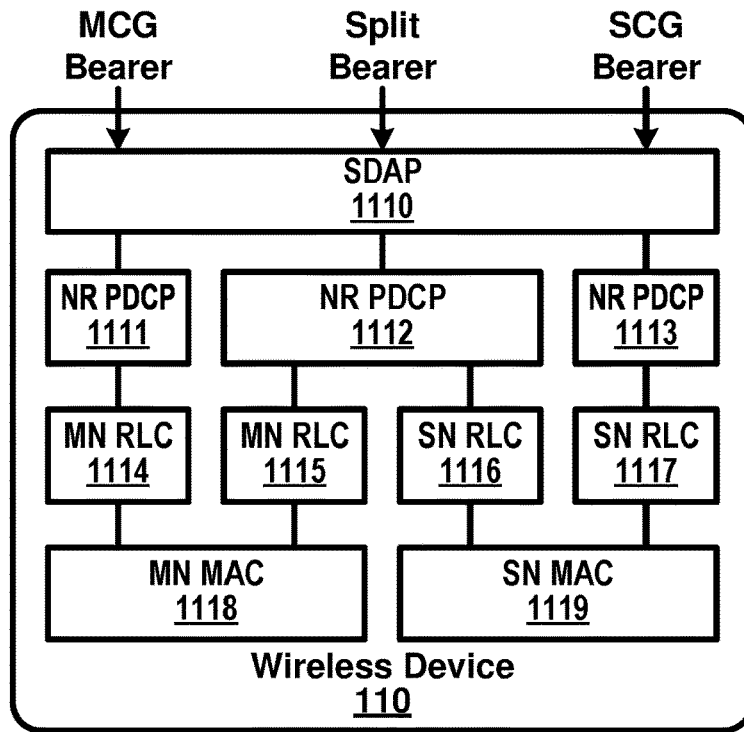 MCG Bearer
Split Bearer
SCG Bearer
SDAP
1110
NR PDCP
1111
NR PDCP
1112
NR PDCP
1113
MN RLC
1114
MN RLC
1115
SN RLC
1116
SN RLC
1117
MN MAC
1118
SN MAC
1119
Wireless Device
110